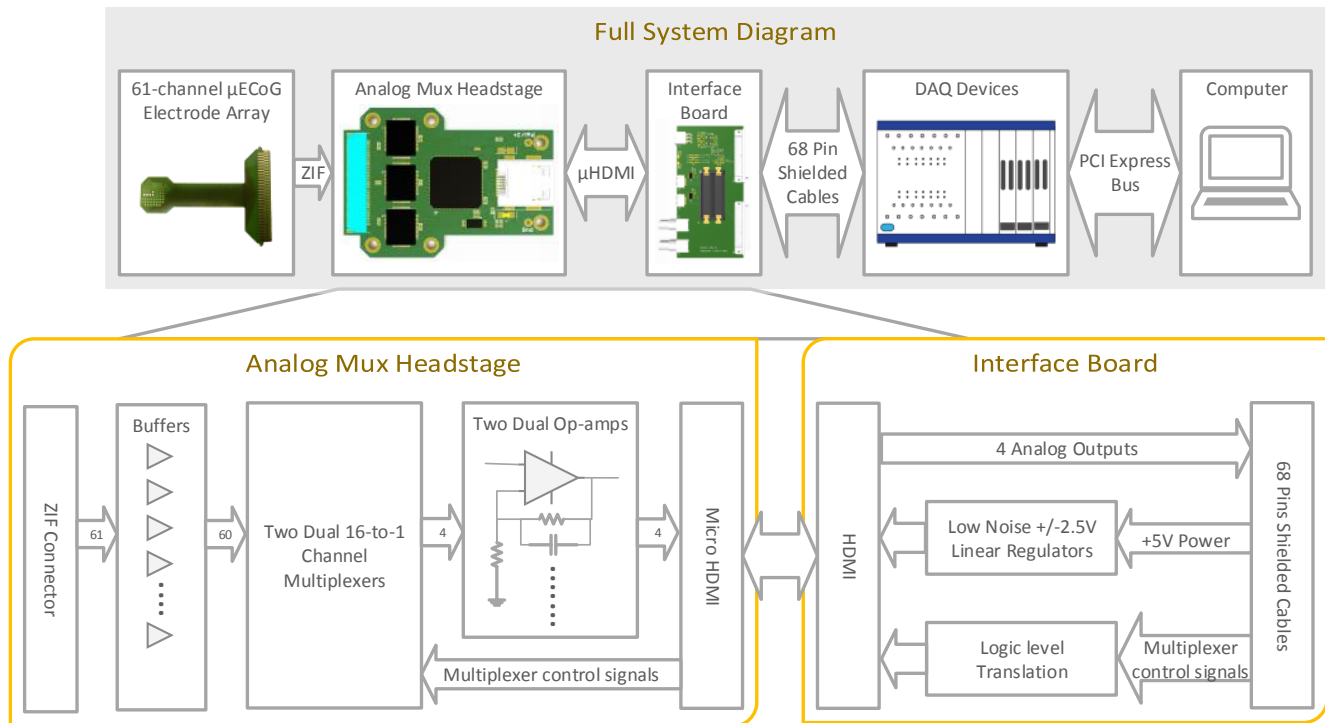 Full System Diagram
61-channel µECoG
Electrode Array
Analog Mux Headstage
Interface
Board
DAQ Devices
Computer
ZIF
µHDMI
68 Pin
Shielded
Cables
PCI Express
Bus
Analog Mux Headstage
Interface Board
ZIF Connector
61
Buffers
60
Two Dual 16-to-1
Channel
Multiplexers
4
Two Dual Op-amps
4
Micro HDMI
Multiplexer control signals
HDMI
4 Analog Outputs
Low Noise +/-2.5V
Linear Regulators
+5V Power
Logic level
Translation
Multiplexer
control signals
68 Pins Shielded Cables